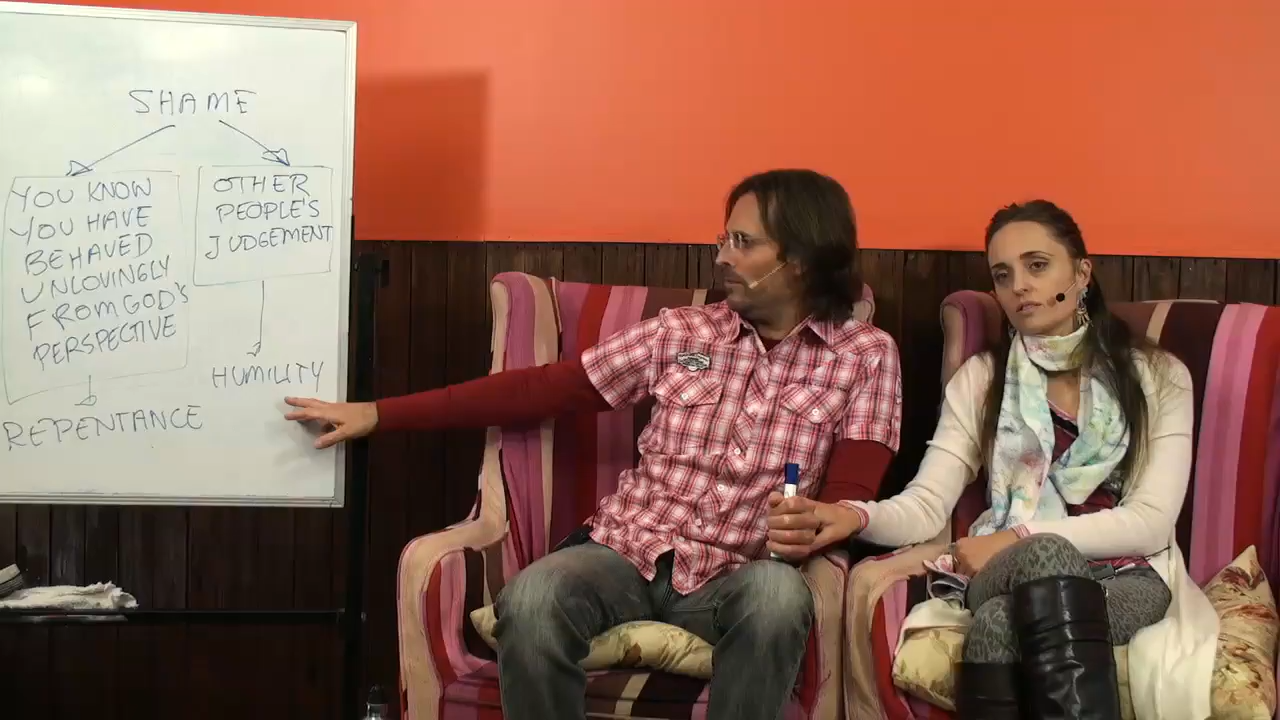 SHAME
YOU KNOW
YOU HAVE
BEHAVED
UNLOVINGLY
FROM GOD'S
PERSPECTIVE
REPENTANCE
OTHER
PEOPLE'S
JUDGEMENT
HUMILITY